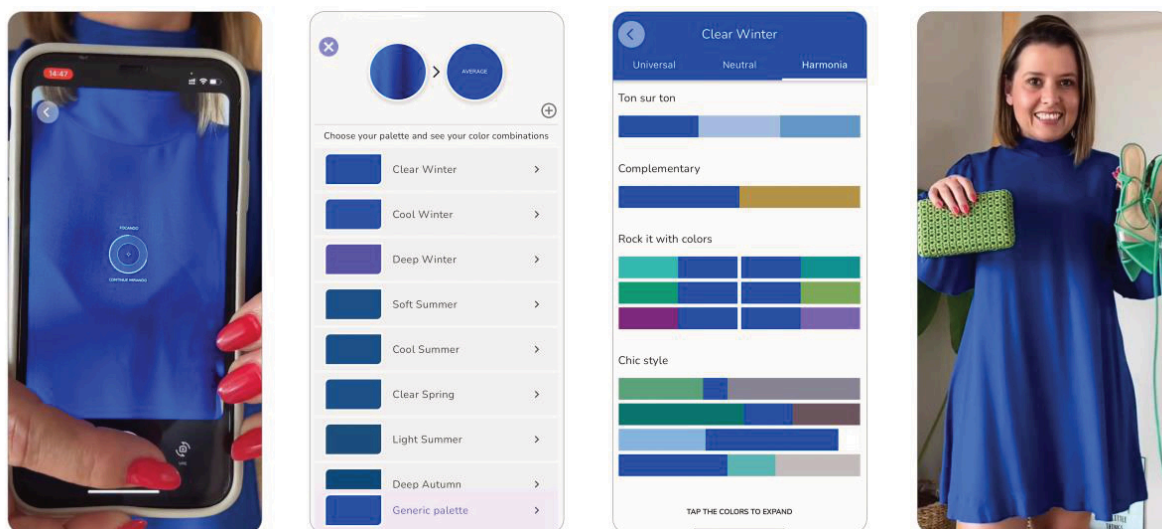 14:47
FOCANDO
AVERAGE
Choose your palette and see your color combinations
Clear Winter
Cool Winter
Deep Winter
Soft Summer
Cool Summer
Clear Spring
Light Summer
Deep Autumn
Generic palette
Clear Winter
Universal Neutral Harmonia
Ton sur ton
Complementary
Rock it with colors
Chic style
TAP THE COLORS TO EXPAND